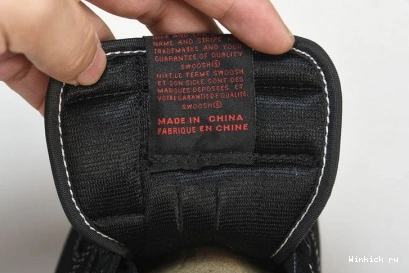 NAME AND STRIPE
TRADEMARKS AND YOUR
GUARANTEE OF QUALITY
SWOOSH®
NIKE LE TERME SWOOSH
ET SON SIGLE SONT DES
MARQUES DEPOSEES ET
VOTRE GARANTIE DE QUALITE.
SWOOSH®
MADE IN CHINA
FABRIQUE EN CHINE
Winkich ru